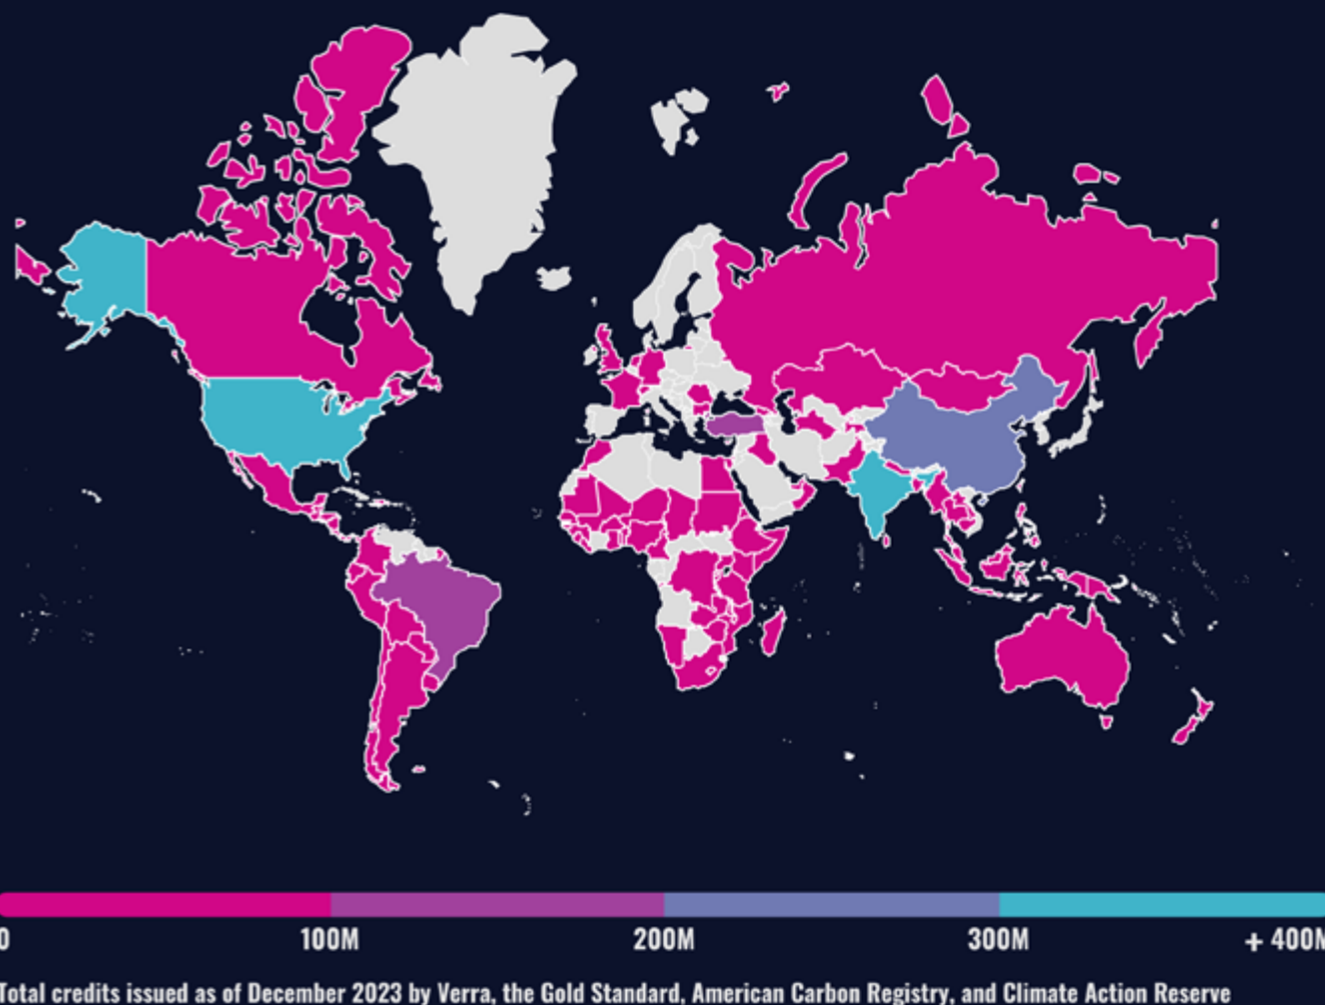 0 100M 200M 300M + 400M
Total credits issued as of December 2023 by Verra, the Gold Standard, American Carbon Registry, and Climate Action Reserve